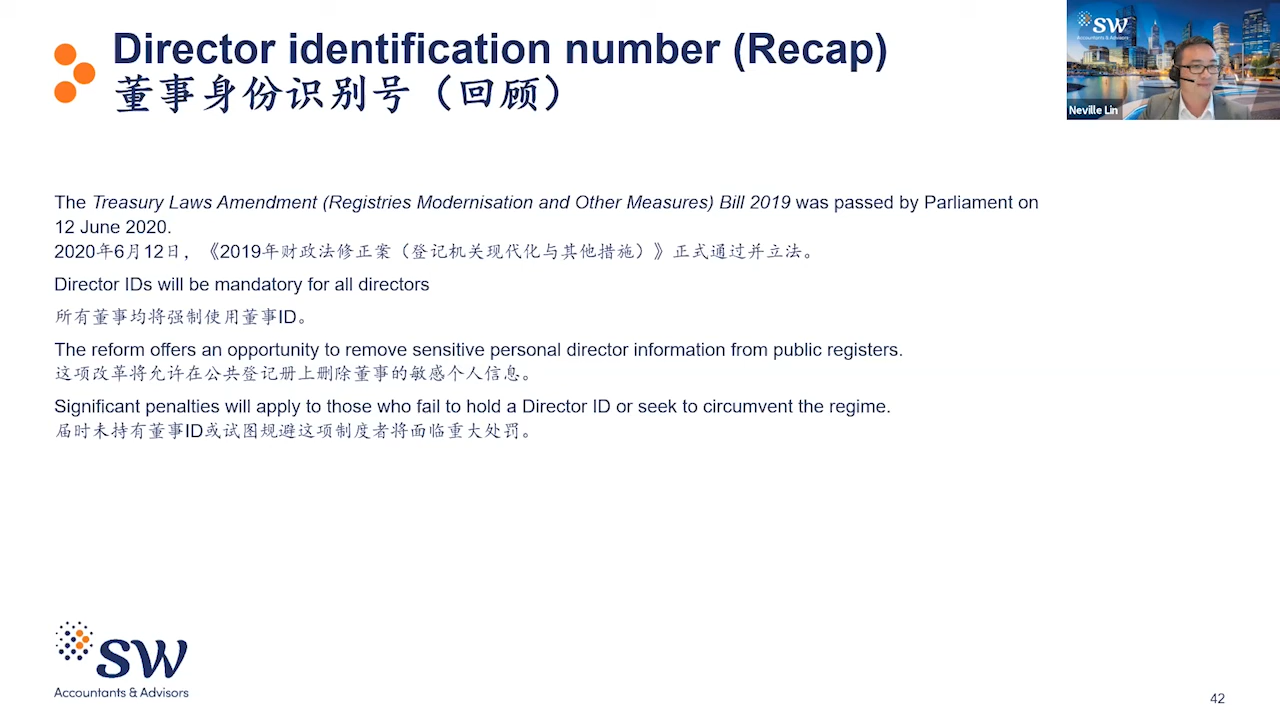 Director identification number (Recap)
董事身份识别号（回顾）
SW
Accountants & Advisors
Neville Lin
The Treasury Laws Amendment (Registries Modernisation and Other Measures) Bill 2019 was passed by Parliament on
12 June 2020.
2020年6月12日，《2019年财政法修正案（登记机关现代化与其他措施）》正式通过并立法。
Director IDs will be mandatory for all directors
所有董事均将强制使用董事ID。
The reform offers an opportunity to remove sensitive personal director information from public registers.
这项改革将允许在公共登记册上删除董事的敏感个人信息。
Significant penalties will apply to those who fail to hold a Director ID or seek to circumvent the regime.
届时未持有董事ID或试图规避这项制度者将面临重大处罚。
SW
Accountants & Advisors
42